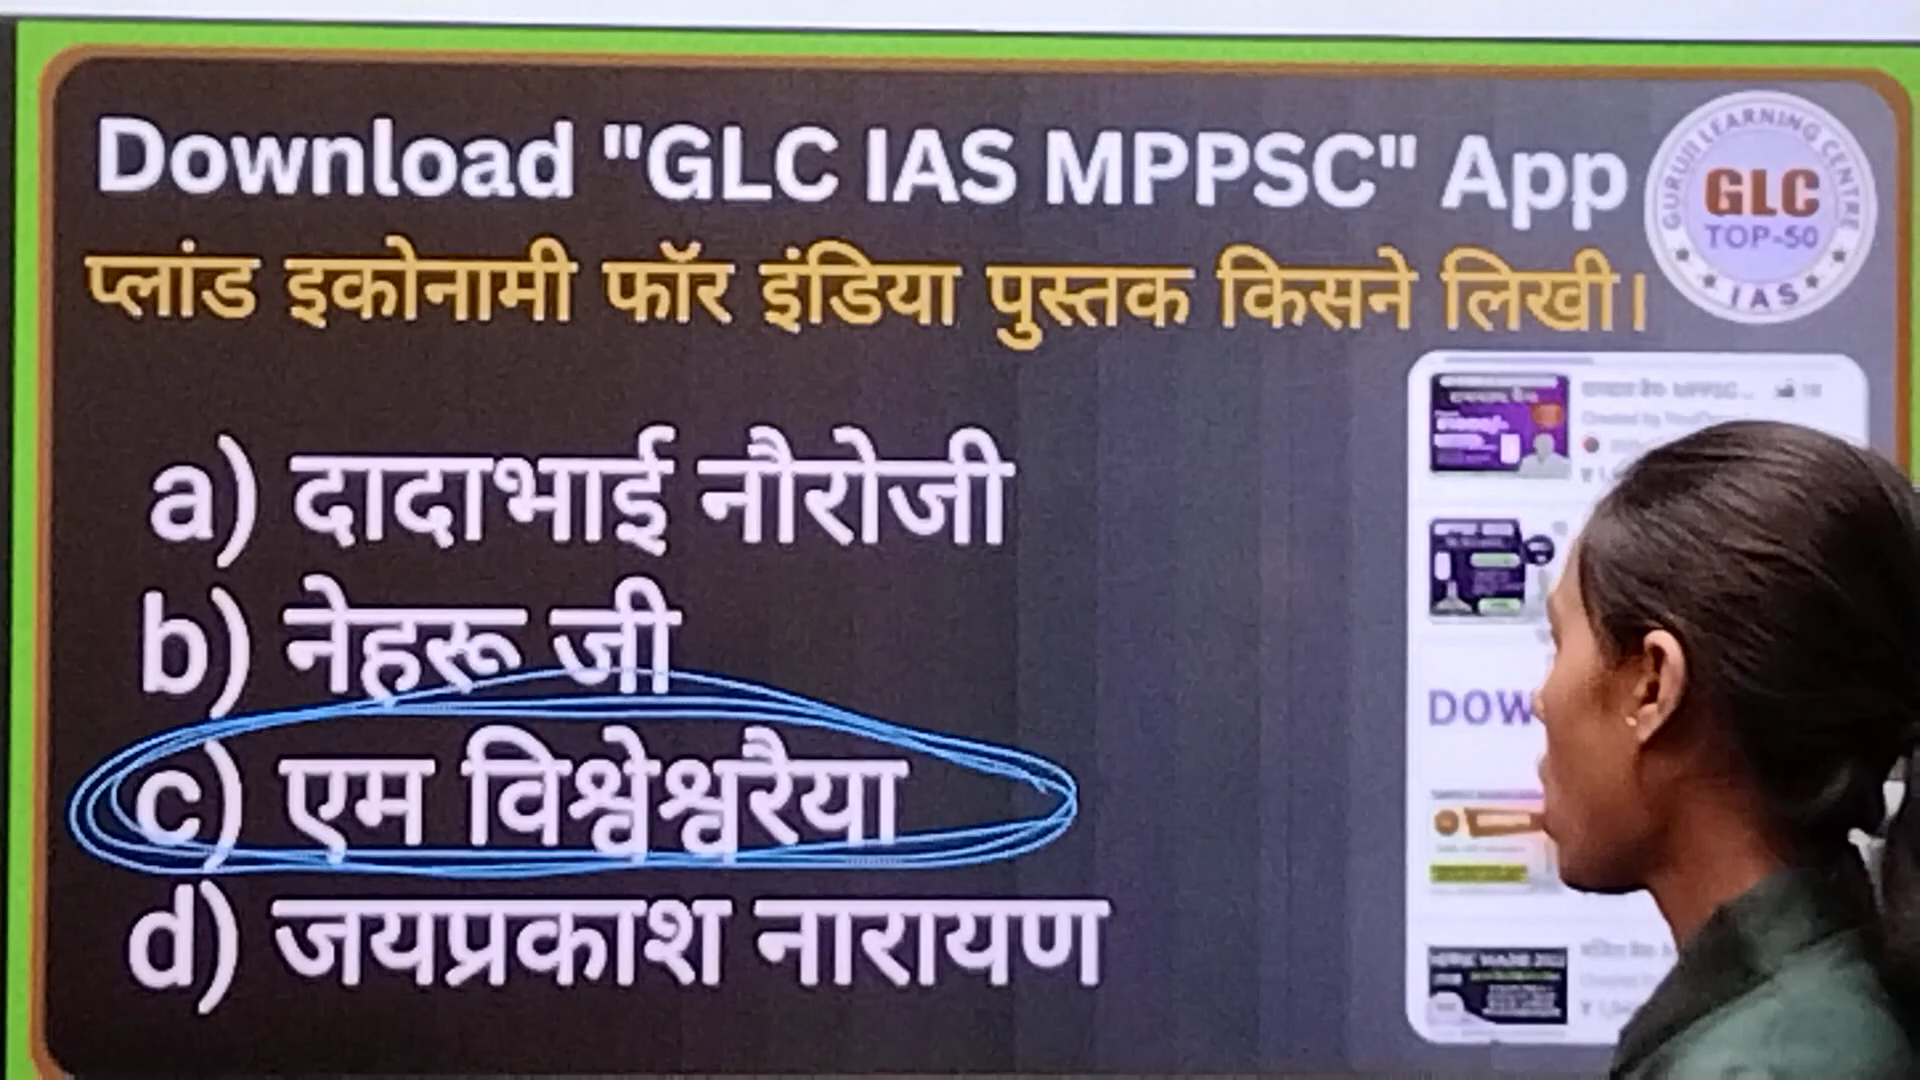 Download "GLC IAS MPPSC" App
GURUJI LEARNING CENTRE
GLC
TOP-50
IAS
प्लांड इकोनामी फॉर इंडिया पुस्तक किसने लिखी।
a) दादाभाई नौरोजी
b) नेहरू जी
c) एम विश्वेश्वरैया
d) जयप्रकाश नारायण
DOW